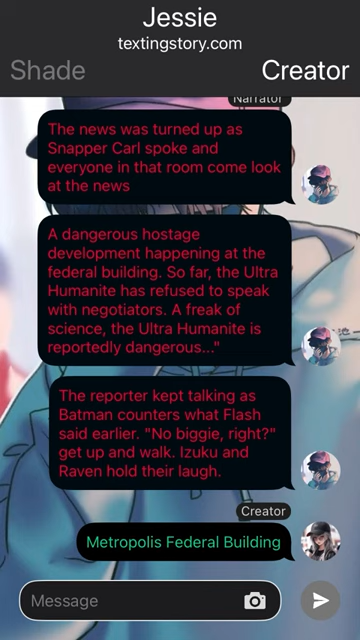 Jessie
textingstory.com
Shade
Creator
Narrator
The news was turned up as
Snapper Carl spoke and
everyone in that room come look
at the news
A dangerous hostage
development happening at the
federal building. So far, the Ultra
Humanite has refused to speak
with negotiators. A freak of
science, the Ultra Humanite is
reportedly dangerous..."
The reporter kept talking as
Batman counters what Flash
said earlier. "No biggie, right?"
get up and walk. Izuku and
Raven hold their laugh.
Creator
Metropolis Federal Building
Message